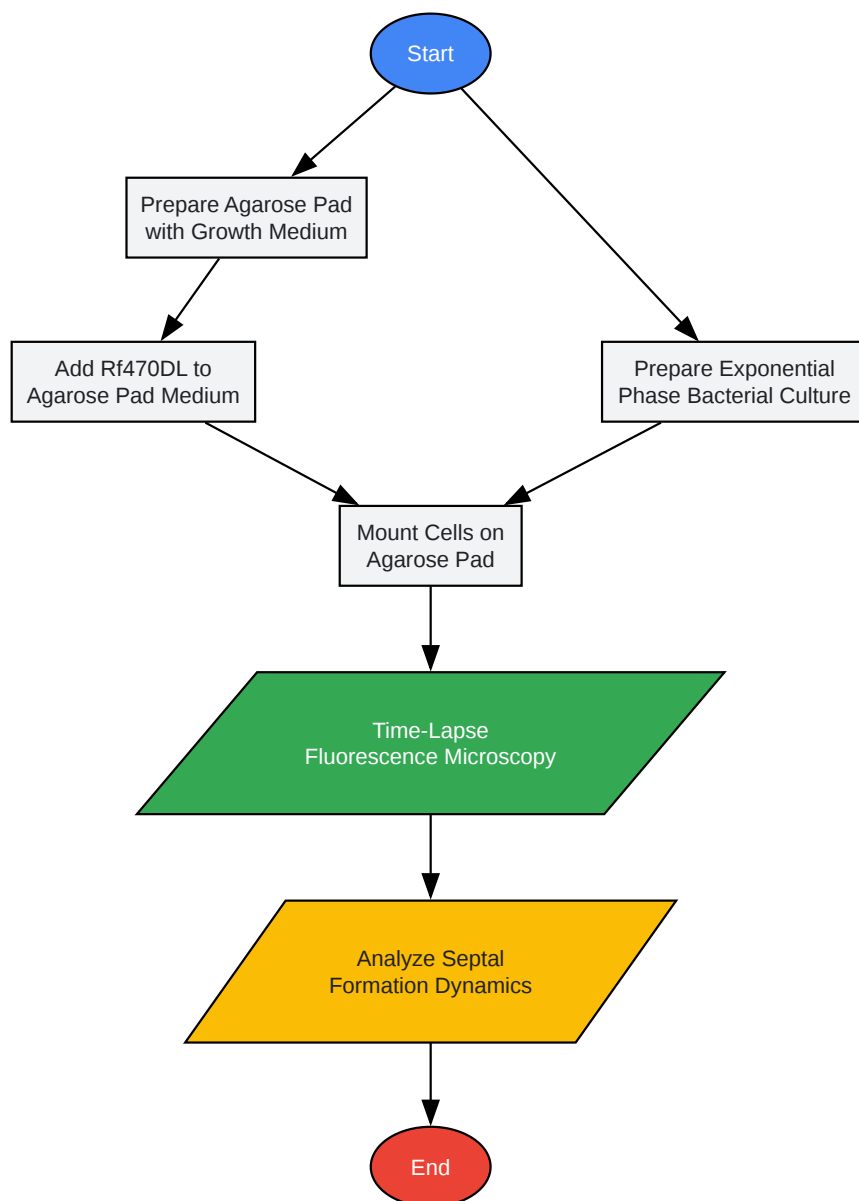 Start
Prepare Agarose Pad
with Growth Medium
Add Rf470DL to
Agarose Pad Medium
Prepare Exponential
Phase Bacterial Culture
Mount Cells on
Agarose Pad
Time-Lapse
Fluorescence Microscopy
Analyze Septal
Formation Dynamics
End